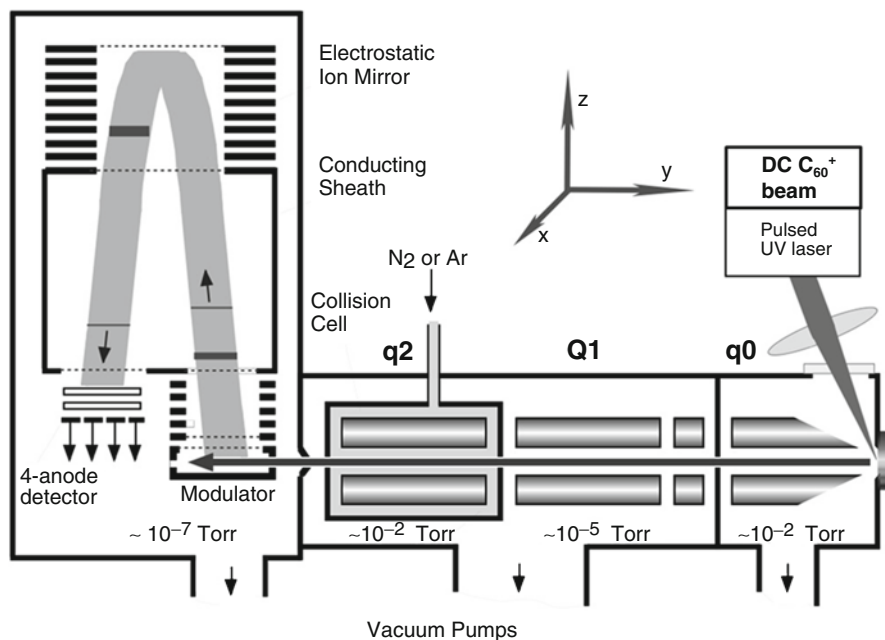 Electrostatic
Ion Mirror
Conducting
Sheath
z
y
x
DC C₆₀⁺
beam
Pulsed
UV laser
N2 or Ar
Collision
Cell
q2
Q1
q0
4-anode
detector
Modulator
~ 10⁻⁷ Torr
~10⁻² Torr
~10⁻⁵ Torr
~10⁻² Torr
Vacuum Pumps